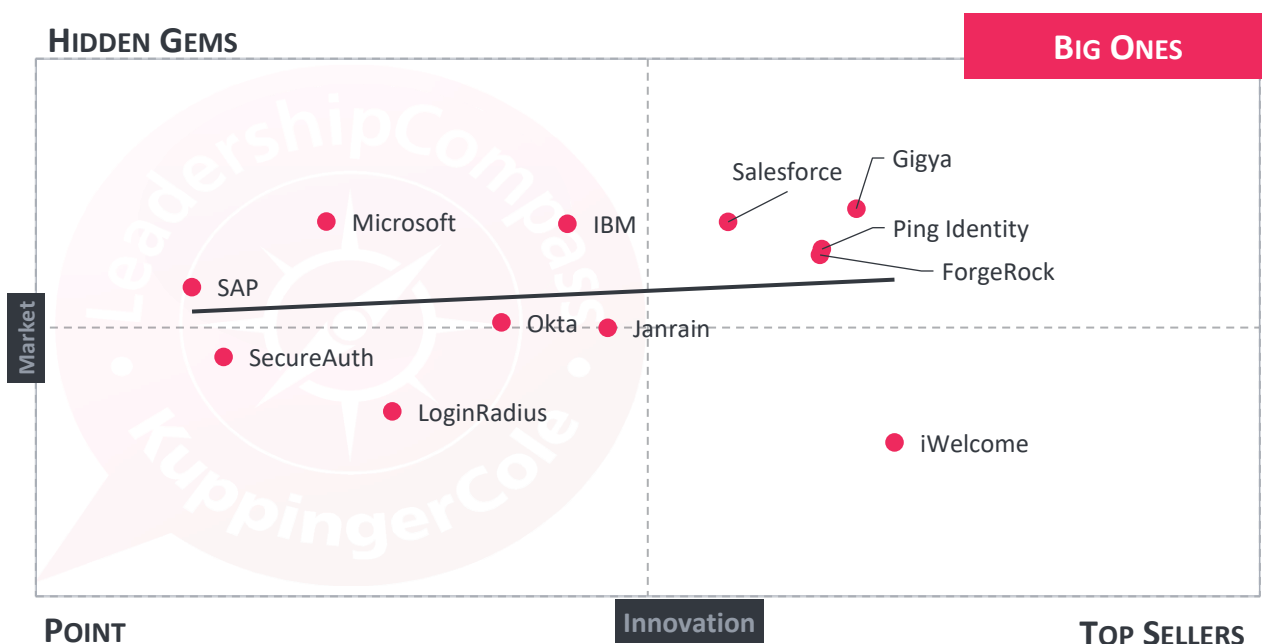 HIDDEN GEMS
BIG ONES
Gigya
Salesforce
Microsoft
IBM
Ping Identity
ForgeRock
SAP
Market
Okta
Janrain
SecureAuth
LoginRadius
iWelcome
LeadershipCompass
KuppingerCole
Innovation
POINT
TOP SELLERS